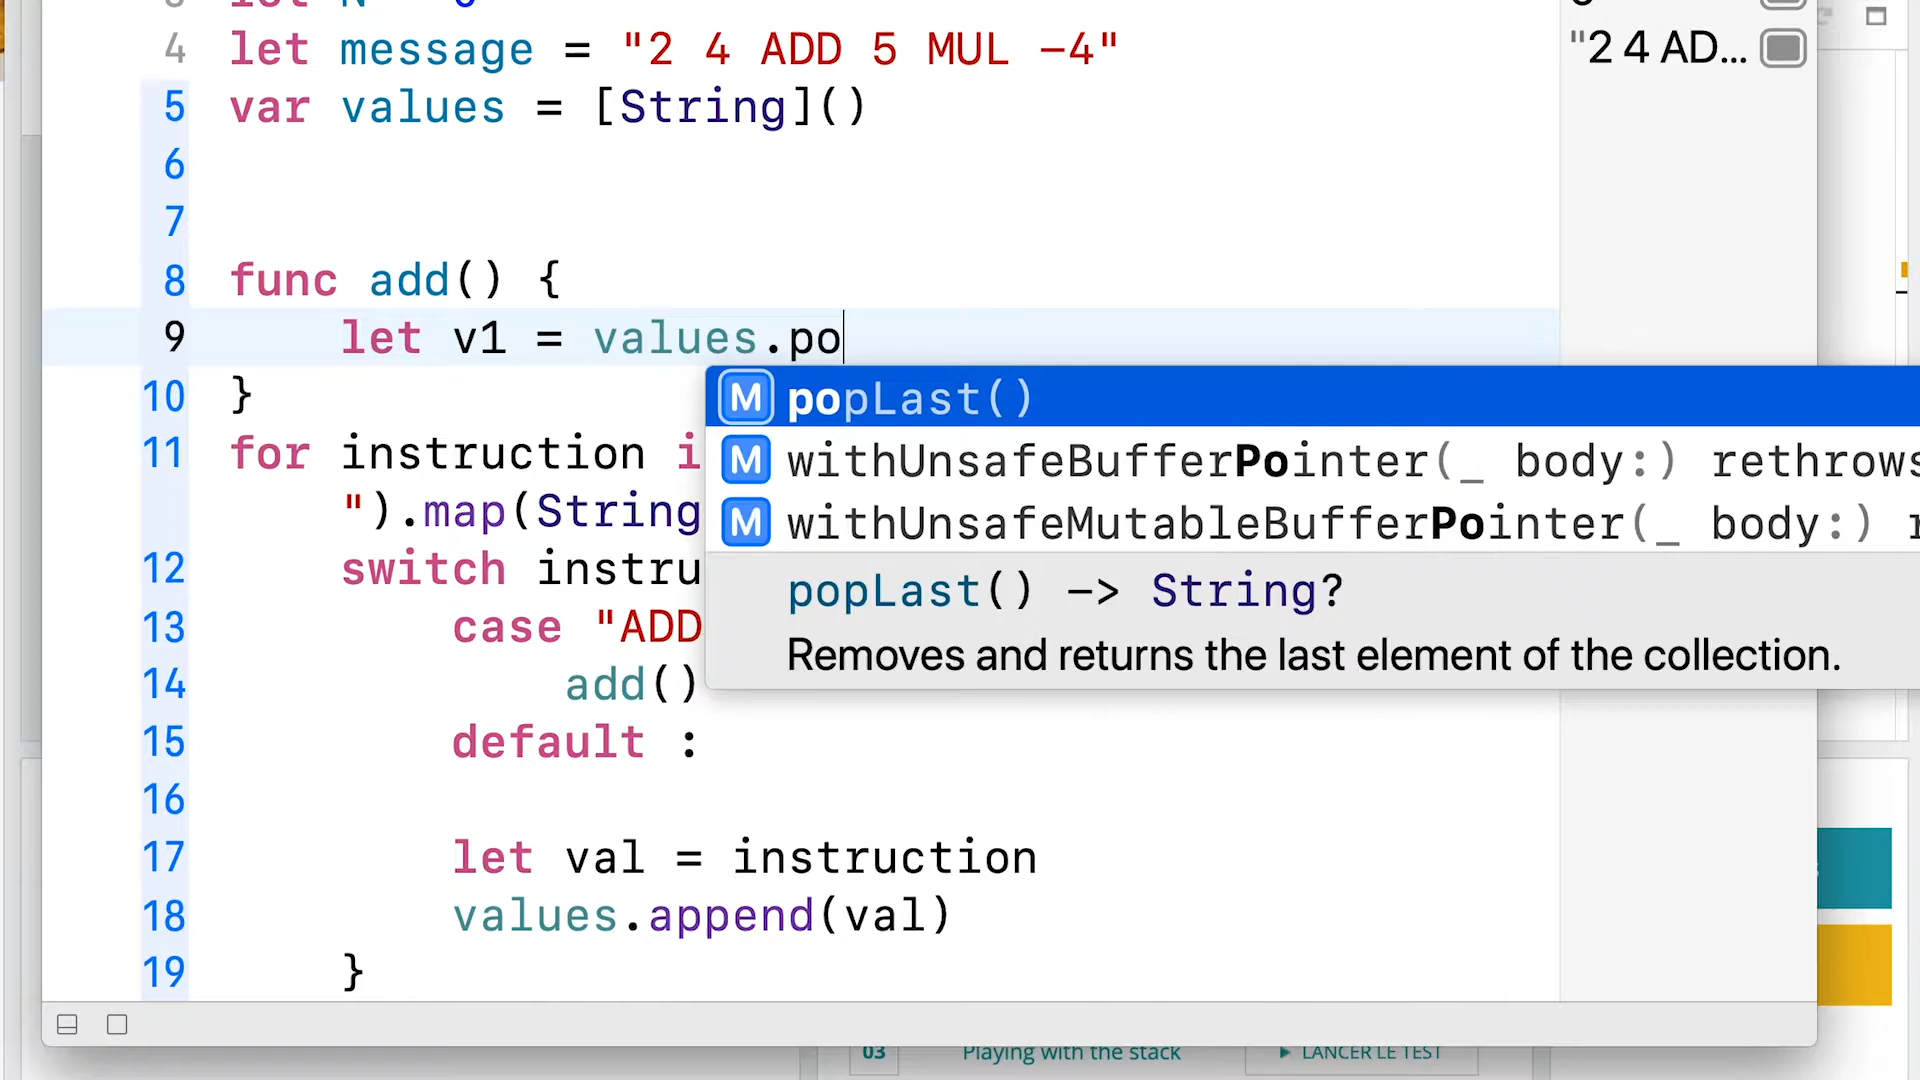 4 let message = "2 4 ADD 5 MUL –4"
"2 4 AD...
5 var values = [String]()
6
7
8 func add() {
9 let v1 = values.po
10 }
popLast()
11 for instruction i
withUnsafeBufferPointer(_ body:) rethrows
").map(String
withUnsafeMutableBufferPointer(_ body:) r
12 switch instru
popLast() –> String?
13 case "ADD
Removes and returns the last element of the collection.
14 add()
15 default :
16
17 let val = instruction
18 values.append(val)
19 }
03 Playing with the stack LANCER LE TEST